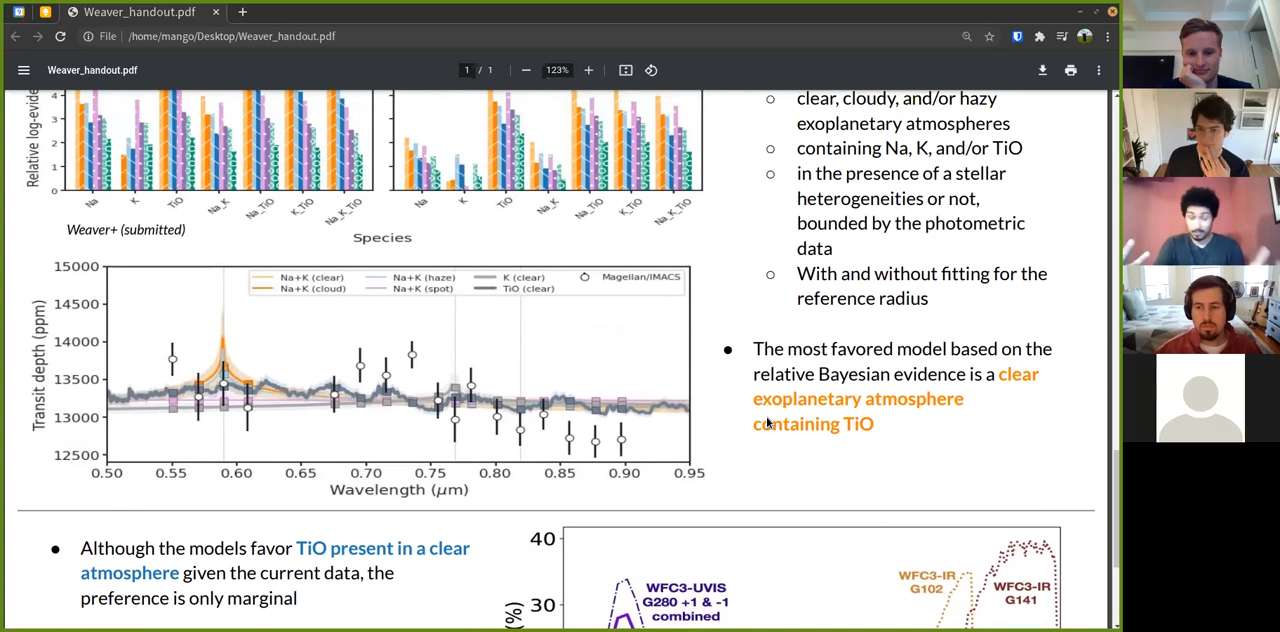 Weaver_handout.pdf
File
/home/mango/Desktop/Weaver_handout.pdf
Weaver_handout.pdf
1 / 1
123%
Relative log-evide
4
3
2
1
0
Na
K
TiO
Na_K
Na_TiO
K_TiO
Na_K_TiO
Na
K
TiO
Na_K
Na_TiO
K_TiO
Na_K_TiO
Weaver+ (submitted)
Species
clear, cloudy, and/or hazy
exoplanetary atmospheres
containing Na, K, and/or TiO
in the presence of a stellar
heterogeneities or not,
bounded by the photometric
data
With and without fitting for the
reference radius
15000
14500
14000
13500
13000
12500
Transit depth (ppm)
Na+K (clear)
Na+K (haze)
K (clear)
Magellan/IMACS
Na+K (cloud)
Na+K (spot)
TiO (clear)
0.50 0.55 0.60 0.65 0.70 0.75 0.80 0.85 0.90 0.95
Wavelength (μm)
The most favored model based on the
relative Bayesian evidence is a clear
exoplanetary atmosphere
containing TiO
Although the models favor TiO present in a clear
atmosphere given the current data, the
preference is only marginal
40
30
(%)
WFC3-UVIS
G280 +1 & -1
combined
WFC3-IR
G102
WFC3-IR
G141